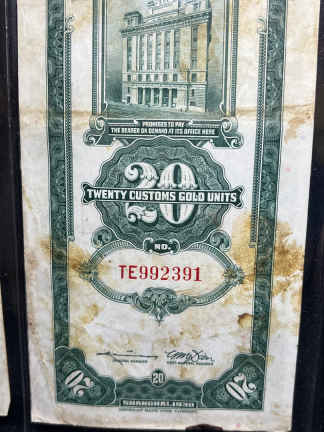 PROMISES TO PAY
THE BEARER ON DEMAND AT ITS OFFICE HERE
20
TWENTY CUSTOMS GOLD UNITS
NO.
TE992391
20
20
20
SHANGHAI.1930